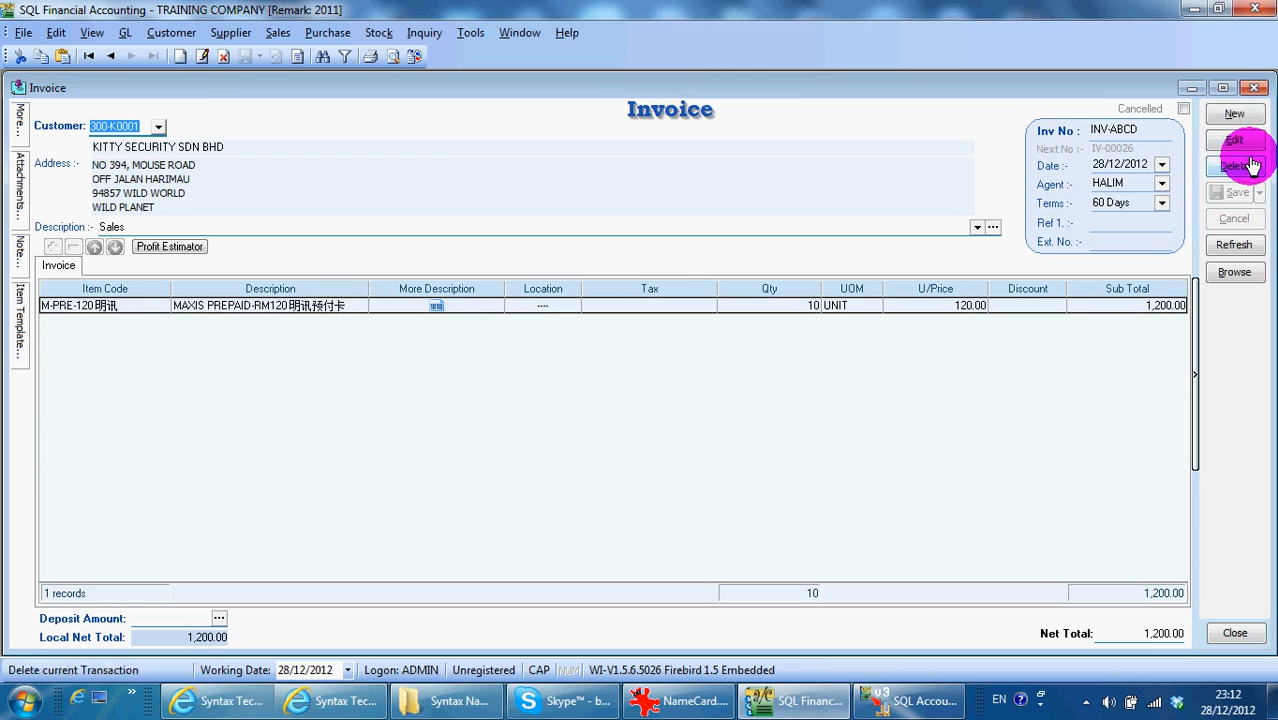 SQL Financial Accounting - TRAINING COMPANY [Remark: 2011]
File Edit View GL Customer Supplier Sales Purchase Stock Inquiry Tools Window Help
Invoice
Invoice
Cancelled
More...
Attachments...
Note...
Item Template...
Customer: 300-K0001
KITTY SECURITY SDN BHD
Address :- NO 394, MOUSE ROAD
OFF JALAN HARIMAU
94857 WILD WORLD
WILD PLANET
Description :- Sales
Inv No : INV-ABCD
Next No :- IV-00026
Date :- 28/12/2012
Agent :- HALIM
Terms :- 60 Days
Ref 1. :-
Ext. No. :-
New
Edit
Delete
Save
Cancel
Refresh
Browse
Profit Estimator
Invoice
Item Code Description More Description Location Tax Qty UOM U/Price Discount Sub Total
M-PRE-120明讯 MAXIS PREPAID-RM120明讯预付卡 ---- 10 UNIT 120.00 1,200.00
1 records 10 1,200.00
Deposit Amount:
Local Net Total: 1,200.00
Net Total: 1,200.00
Close
Delete current Transaction Working Date: 28/12/2012 Logon: ADMIN Unregistered CAP NUM WI-V1.5.6.5026 Firebird 1.5 Embedded
Syntax Tec... Syntax Tec... Syntax Na... Skype™ - b... NameCard.... SQL Financ... SQL Accou... EN 23:12
28/12/2012